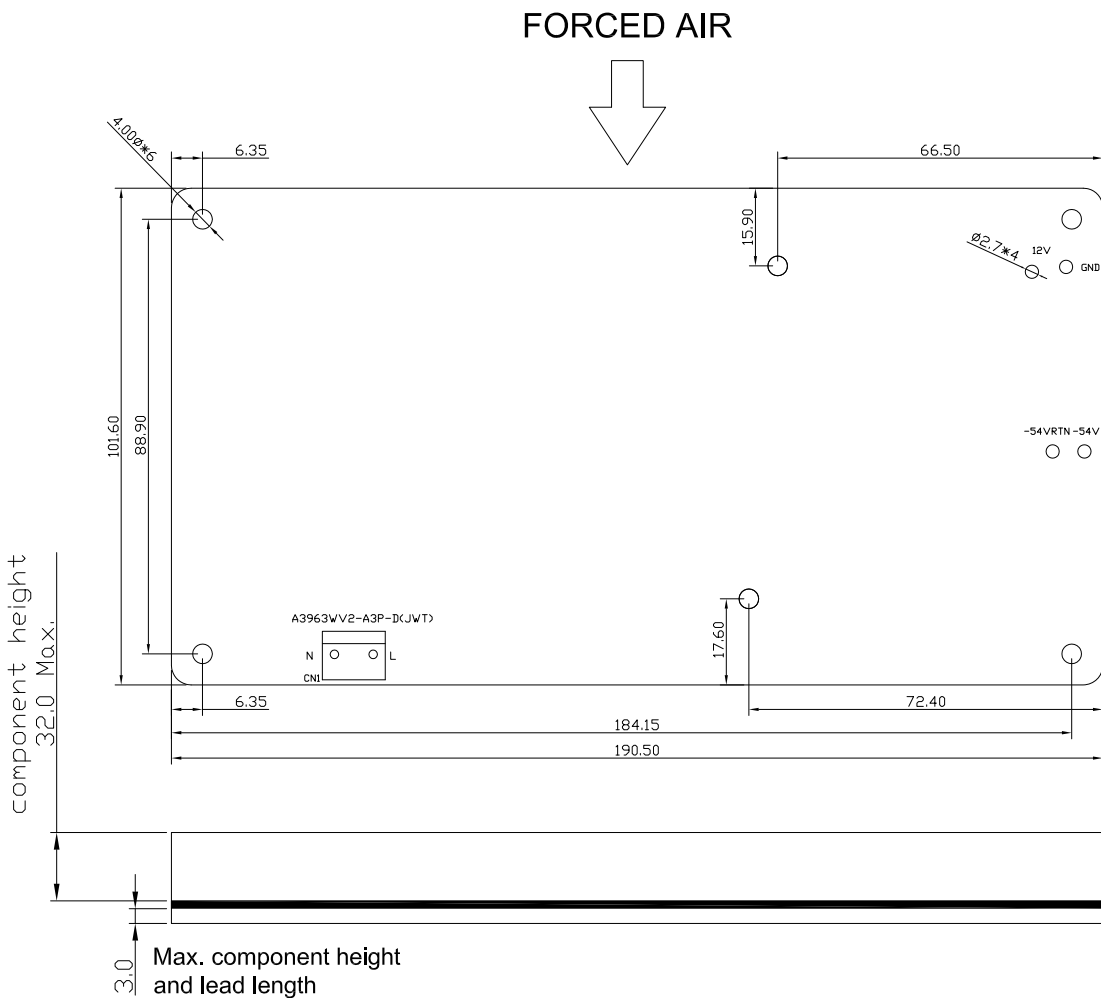 FORCED AIR
4.00ø*6
6.35
66.50
15.90
ø2.7*4
12V
GND
101.60
88.90
-54VRTN -54V
component height
32.0 Max.
A3963WV2-A3P-D(JWT)
N
L
CN1
17.60
6.35
72.40
184.15
190.50
3.0
Max. component height
and lead length